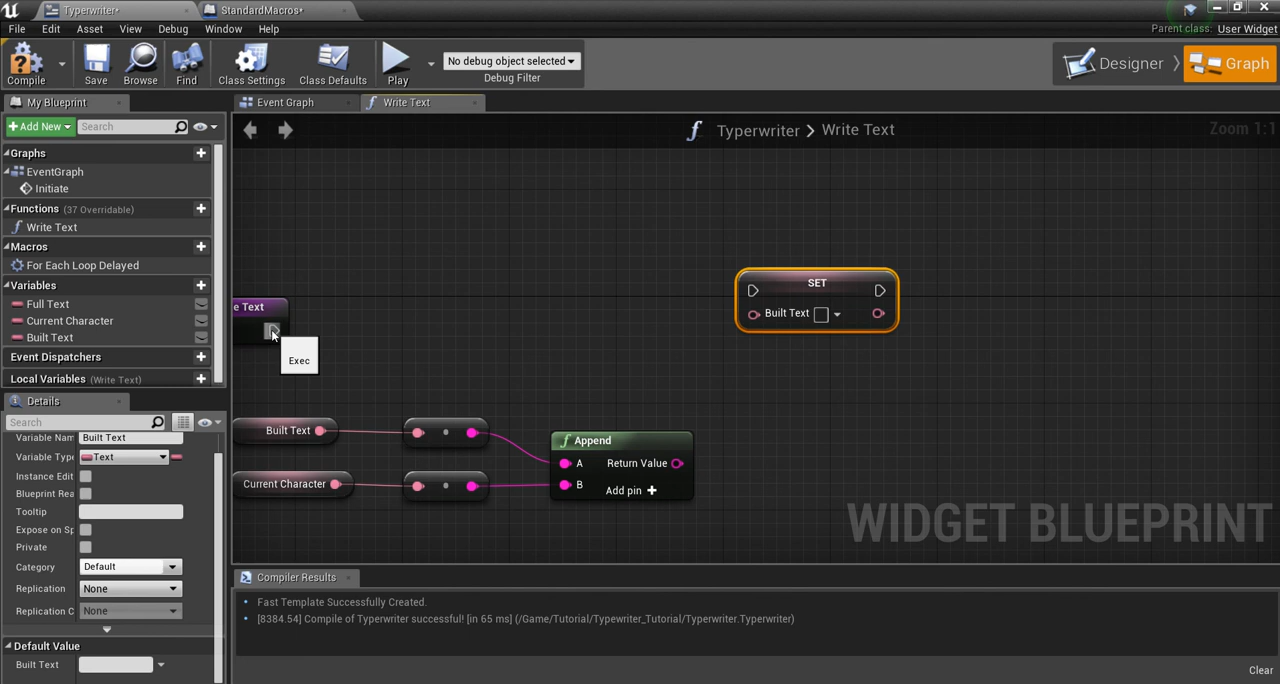 Typewriter*
StandardMacros*
File Edit Asset View Debug Window Help
Parent class: User Widget
Compile
Save
Browse
Find
Class Settings
Class Defaults
Play
No debug object selected
Debug Filter
Designer
Graph
My Blueprint
Event Graph
Write Text
Add New
Search
Typerwriter > Write Text
Zoom 1:1
Graphs
EventGraph
Initiate
Functions (37 Overridable)
Write Text
Macros
For Each Loop Delayed
Variables
Full Text
Current Character
Built Text
Event Dispatchers
Local Variables (Write Text)
Details
Search
Variable Nam
Built Text
Variable Type
Text
Instance Edit
Blueprint Rea
Tooltip
Expose on Sp
Private
Category
Default
Replication
None
Replication C
None
Default Value
Built Text
e Text
Exec
SET
Built Text
Built Text
Current Character
Append
A Return Value
B
Add pin +
WIDGET BLUEPRINT
Compiler Results
Fast Template Successfully Created.
[8384.54] Compile of Typerwriter successful! [in 65 ms] (/Game/Tutorial/Typewriter_Tutorial/Typerwriter.Typerwriter)
Clear